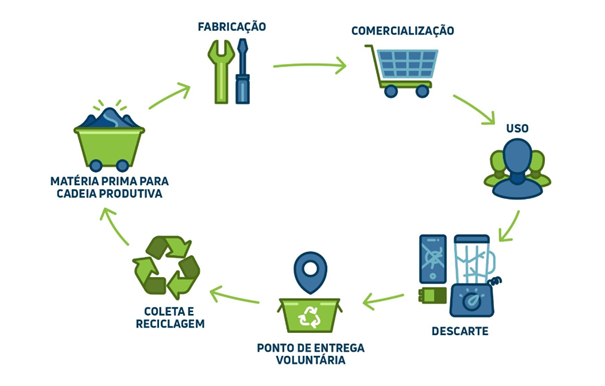 FABRICAÇÃO
COMERCIALIZAÇÃO
USO
DESCARTE
PONTO DE ENTREGA
VOLUNTÁRIA
COLETA E
RECICLAGEM
MATÉRIA PRIMA PARA
CADEIA PRODUTIVA